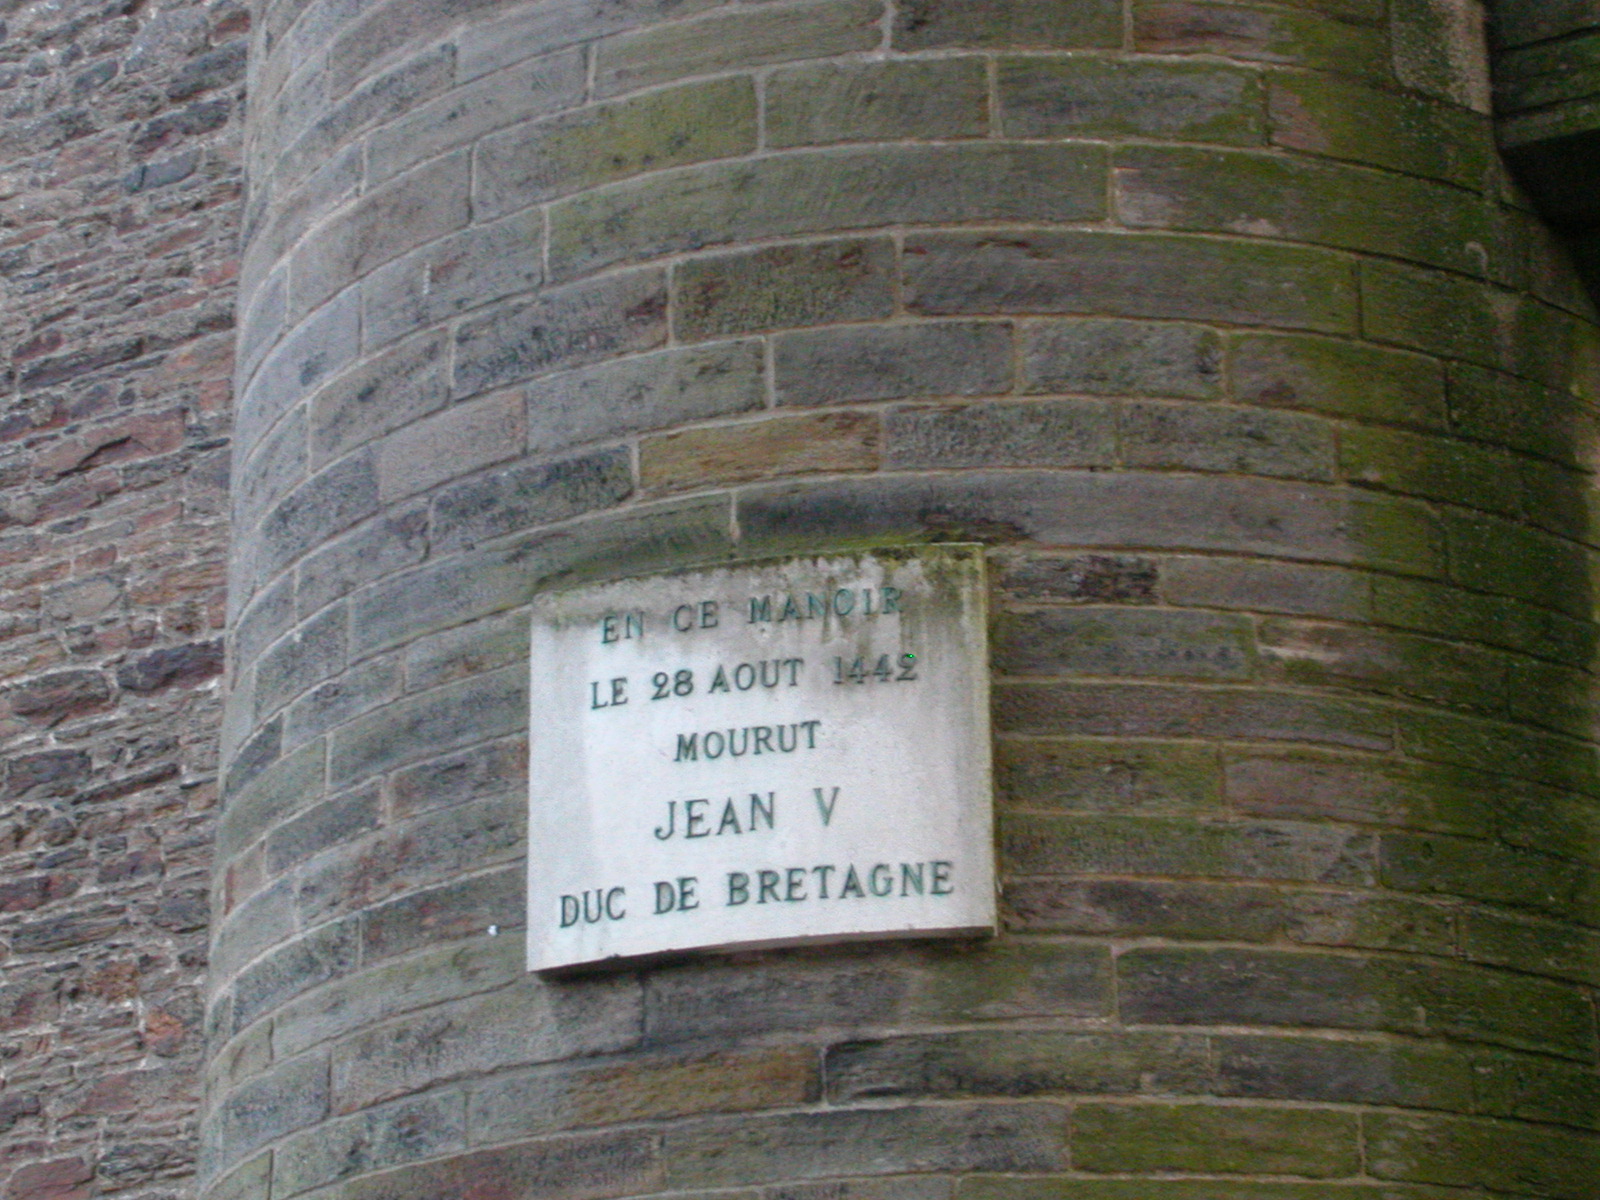 EN CE MANOIR
LE 28 AOUT 1442
MOURUT
JEAN V
DUC DE BRETAGNE